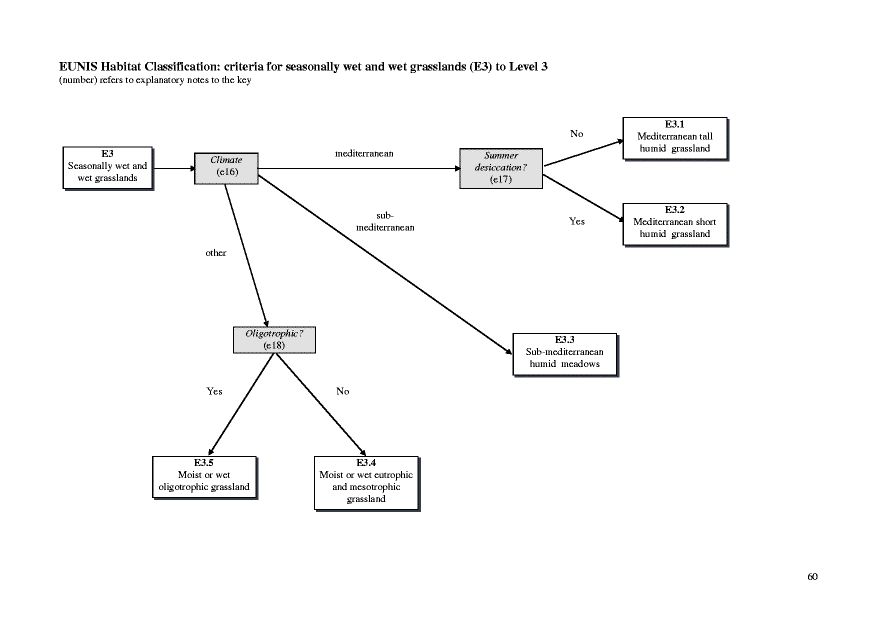 EUNIS Habitat Classification: criteria for seasonally wet and wet grasslands (E3) to Level 3
(number) refers to explanatory notes to the key
E3
Seasonally wet and
wet grasslands
Climate
(e16)
mediterranean
Summer
desiccation?
(e17)
No
E3.1
Mediterranean tall
humid grassland
Yes
E3.2
Mediterranean short
humid grassland
sub-
mediterranean
E3.3
Sub-mediterranean
humid meadows
other
Oligotrophic?
(e18)
Yes
No
E3.5
Moist or wet
oligotrophic grassland
E3.4
Moist or wet eutrophic
and mesotrophic
grassland
60